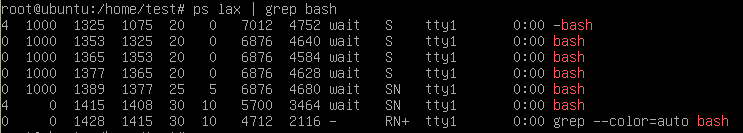 root@ubuntu:/home/test# ps lax | grep bash
4  1000  1325  1075  20   0   7012  4752 wait   S    tty1       0:00 -bash
0  1000  1353  1325  20   0   6876  4640 wait   S    tty1       0:00 bash
0  1000  1365  1353  20   0   6876  4584 wait   S    tty1       0:00 bash
0  1000  1377  1365  20   0   6876  4628 wait   S    tty1       0:00 bash
0  1000  1389  1377  25   5   6876  4680 wait   SN   tty1       0:00 bash
4     0  1415  1408  30  10   5700  3464 wait   SN   tty1       0:00 bash
0     0  1428  1415  30  10   4712  2116 -      RN+  tty1       0:00 grep --color=auto bash